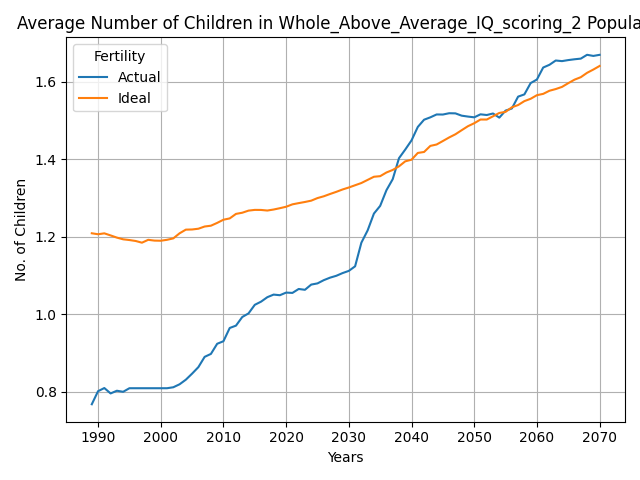 Average Number of Children in Whole_Above_Average_IQ_scoring_2 Popula
Fertility
Actual
Ideal
No. of Children
1.6
1.4
1.2
1.0
0.8
1990 2000 2010 2020 2030 2040 2050 2060 2070
Years